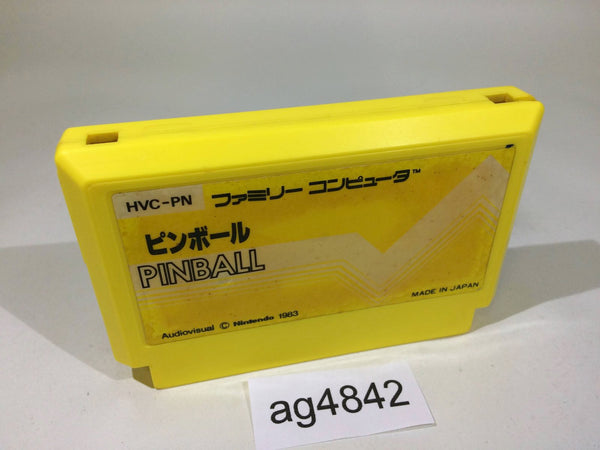 HVC-PN ファミリー コンピュータ™
ピンボール
PINBALL
MADE IN JAPAN
Audiovisual © Nintendo 1983
ag4842